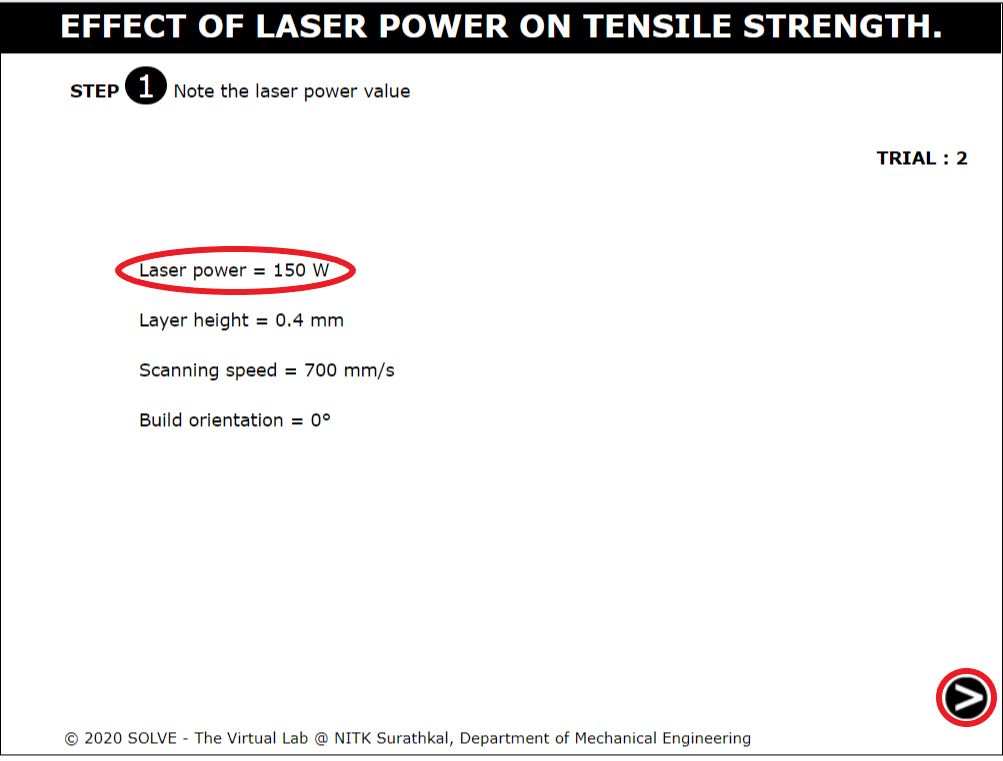 EFFECT OF LASER POWER ON TENSILE STRENGTH.
STEP 1 Note the laser power value
TRIAL : 2
Laser power = 150 W
Layer height = 0.4 mm
Scanning speed = 700 mm/s
Build orientation = 0°
© 2020 SOLVE - The Virtual Lab @ NITK Surathkal, Department of Mechanical Engineering